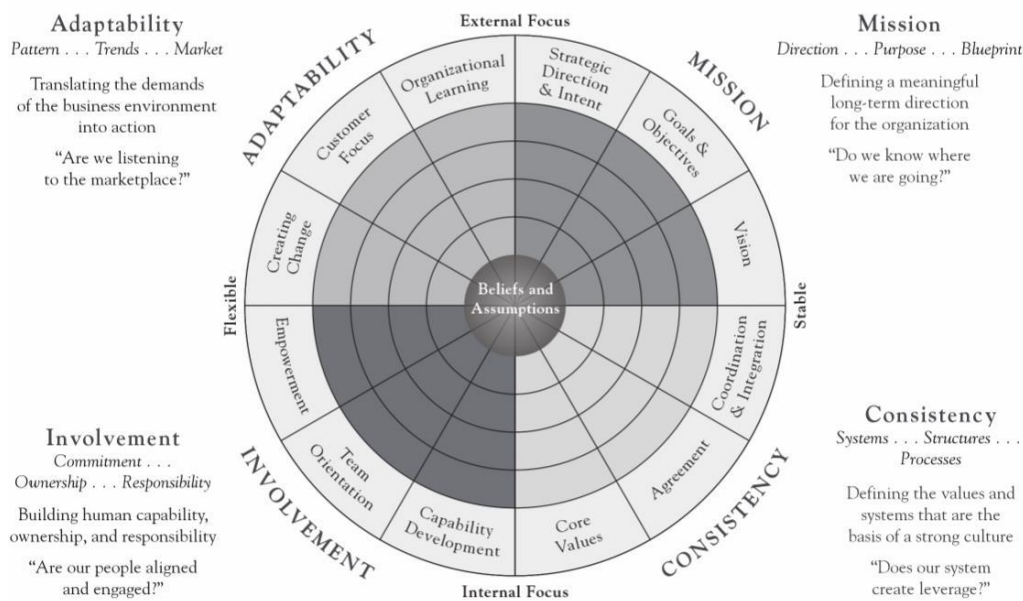 Adaptability
Pattern . . . Trends . . . Market
Translating the demands
of the business environment
into action
“Are we listening
to the marketplace?”
Mission
Direction . . . Purpose . . . Blueprint
Defining a meaningful
long-term direction
for the organization
“Do we know where
we are going?”
External Focus
ADAPTABILITY
MISSION
Organizational
Learning
Strategic
Direction
& Intent
Customer
Focus
Goals &
Objectives
Creating
Change
Vision
Flexible
Beliefs and
Assumptions
Stable
Empowerment
Coordination
& Integration
Team
Orientation
Agreement
Capability
Development
Core
Values
INVOLVEMENT
CONSISTENCY
Internal Focus
Involvement
Commitment . . .
Ownership . . . Responsibility
Building human capability,
ownership, and responsibility
“Are our people aligned
and engaged?”
Consistency
Systems . . . Structures . . .
Processes
Defining the values and
systems that are the
basis of a strong culture
“Does our system
create leverage?”